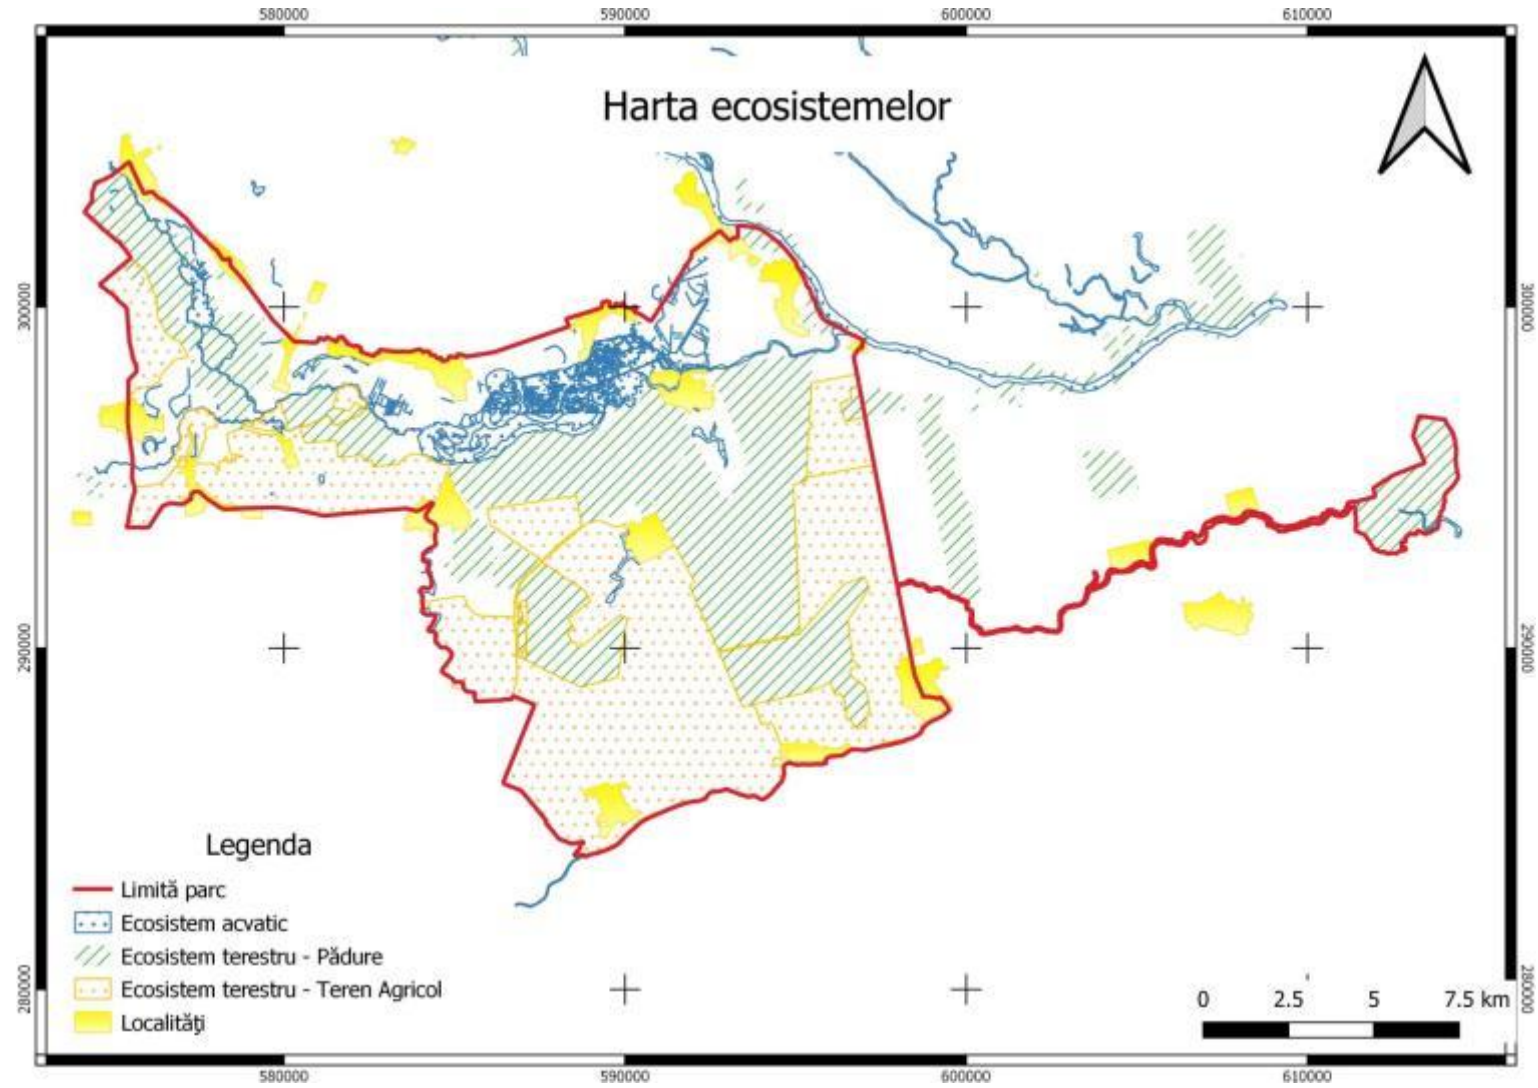 580000 590000 600000 610000
Harta ecosistemelor
300000 300000
290000 290000
Legenda
Limită parc
Ecosistem acvatic
Ecosistem terestru - Pădure
Ecosistem terestru - Teren Agricol
Localităţi
280000 280000
0 2.5 5 7.5 km
580000 590000 600000 610000